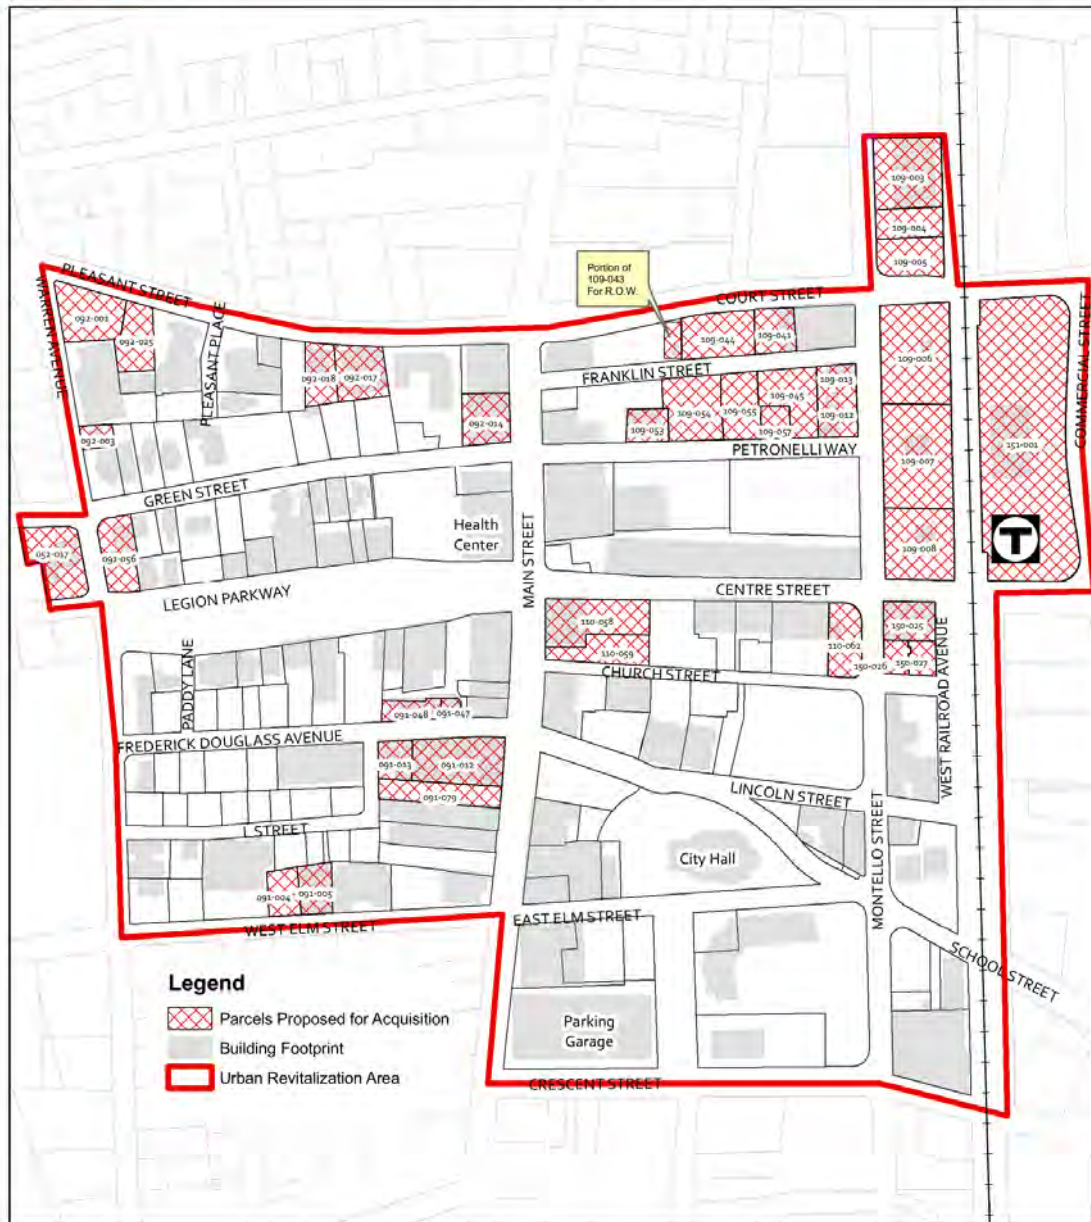 109-003
109-004
109-005
Portion of
109-043
For R.O.W.
PLEASANT STREET
WARREN AVENUE
PLEASANT PLACE
COURT STREET
COMMERCIAL STREET
092-001
092-025
092-018
092-017
092-014
092-003
109-044
109-041
FRANKLIN STREET
109-006
109-013
109-045
109-054
109-055
109-012
109-053
109-057
PETRONELLI WAY
151-001
109-007
GREEN STREET
Health
Center
MAIN STREET
T
052-017
091-056
109-008
LEGION PARKWAY
CENTRE STREET
110-058
110-059
110-062
150-025
150-026
150-027
CHURCH STREET
WEST RAILROAD AVENUE
PADDY LANE
091-048
091-047
FREDERICK DOUGLASS AVENUE
091-013
091-012
091-079
LINCOLN STREET
L STREET
MONTELLO STREET
City Hall
091-004
091-005
WEST ELM STREET
EAST ELM STREET
SCHOOL STREET
Legend
Parcels Proposed for Acquisition
Building Footprint
Urban Revitalization Area
Parking
Garage
CRESCENT STREET